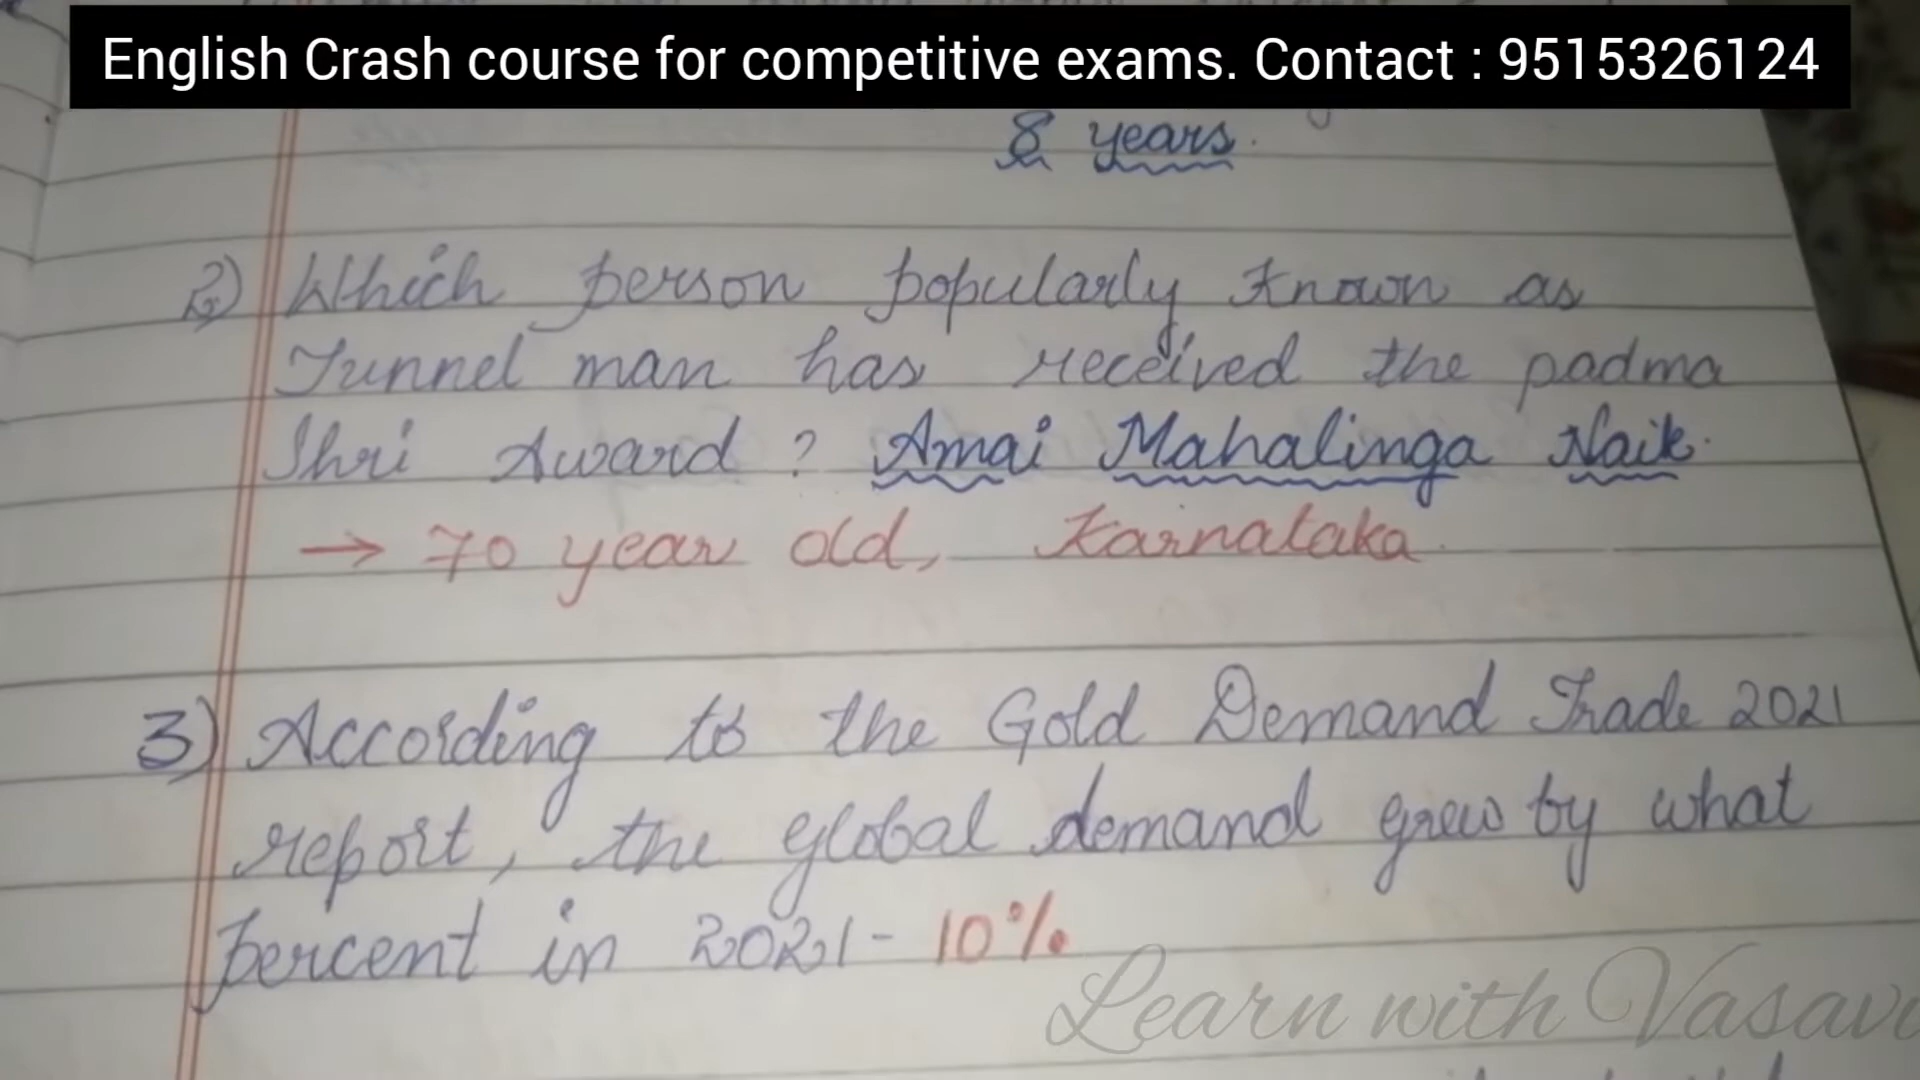 English Crash course for competitive exams. Contact : 9515326124
8 years.
2) Which person popularly known as
Tunnel man has received the padma
Shri Award ? Amai Mahalinga Naik.
→ 70 year old, Karnataka.
3) According to the Gold Demand Trade 2021
report, the global demand grew by what
percent in 2021 - 10%
Learn with Vasavi